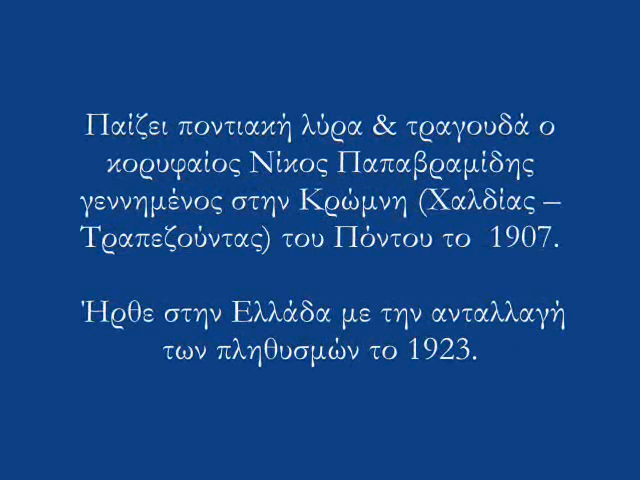 Παίζει ποντιακή λύρα & τραγουδά ο
κορυφαίος Νίκος Παπαβραμίδης
γεννημένος στην Κρώμνη (Χαλδίας –
Τραπεζούντας) του Πόντου το 1907.
Ήρθε στην Ελλάδα με την ανταλλαγή
των πληθυσμών το 1923.